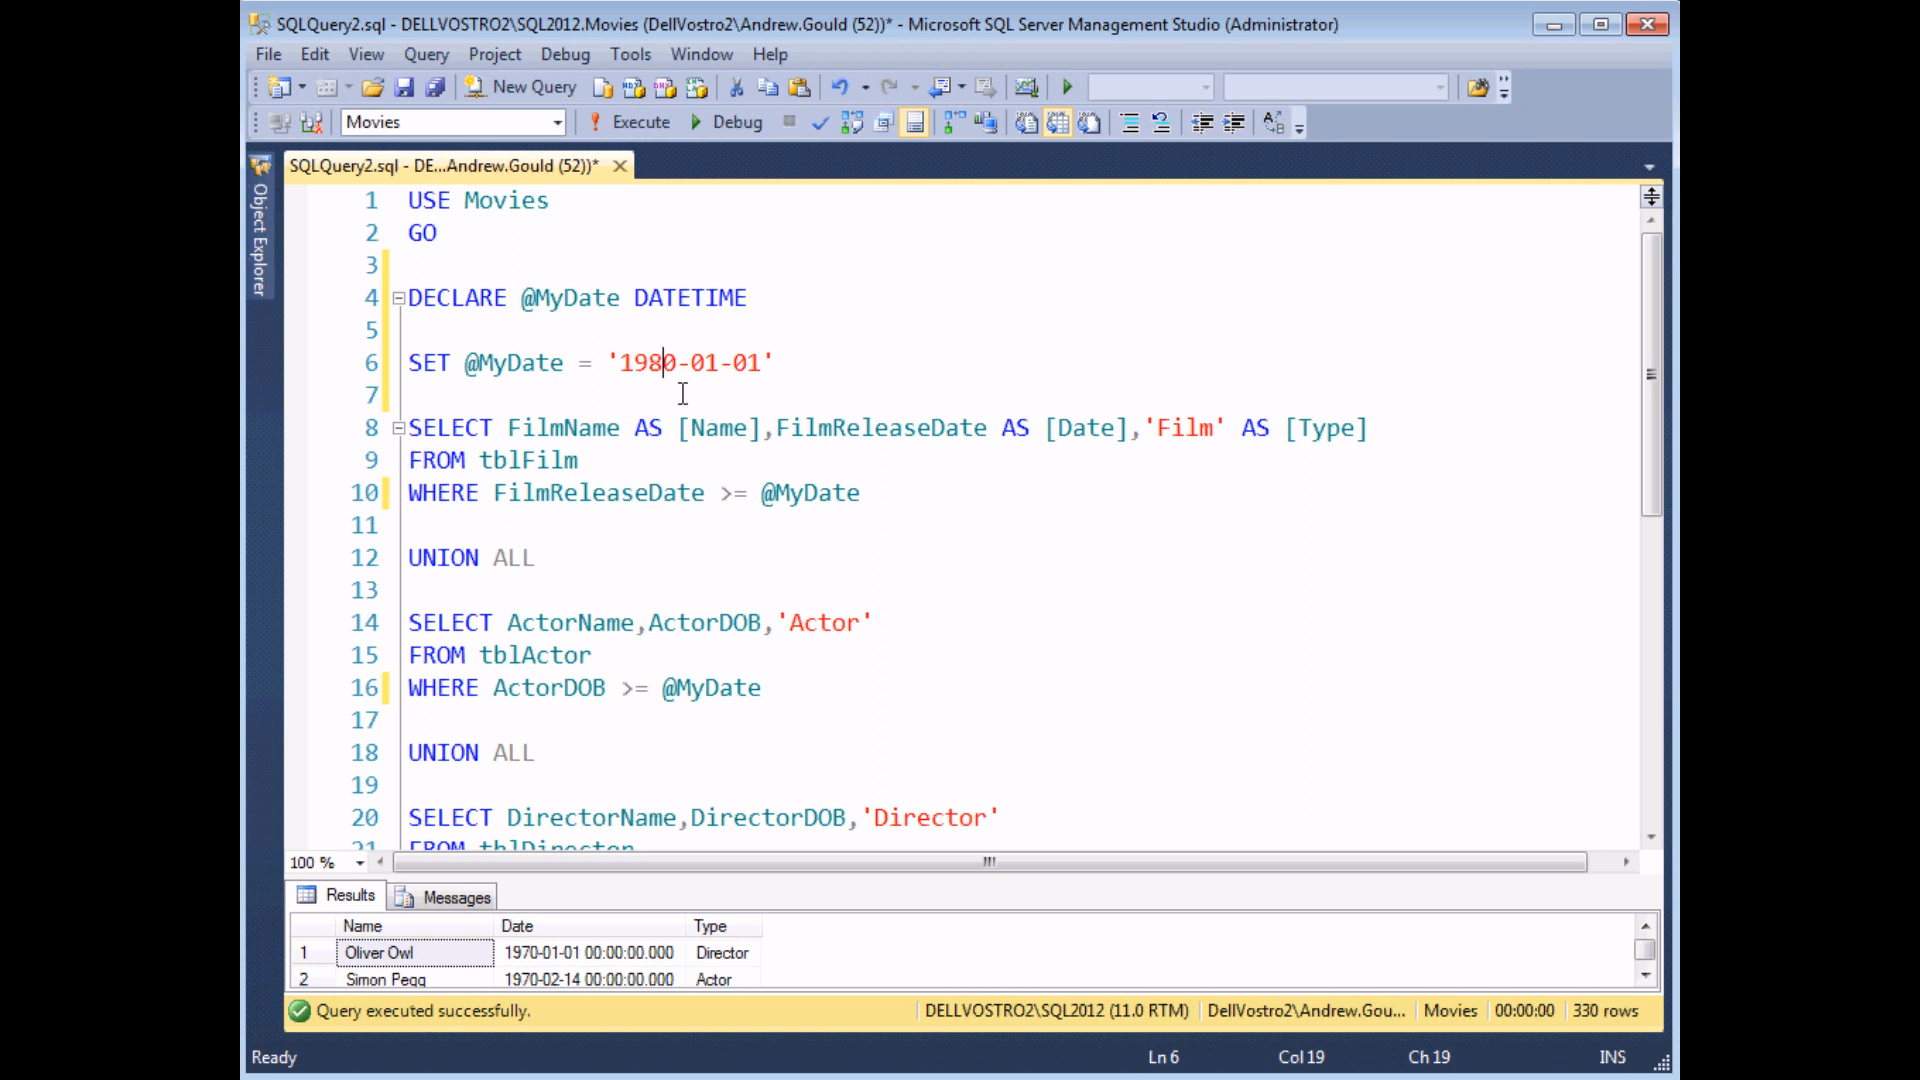 SQLQuery2.sql - DELLVOSTRO2\SQL2012.Movies (DellVostro2\Andrew.Gould (52))* - Microsoft SQL Server Management Studio (Administrator)
File Edit View Query Project Debug Tools Window Help
New Query
Movies Execute Debug
Object Explorer
SQLQuery2.sql - DE...Andrew.Gould (52))*
1 USE Movies
2 GO
3
4 DECLARE @MyDate DATETIME
5
6 SET @MyDate = '1980-01-01'
7
8 SELECT FilmName AS [Name],FilmReleaseDate AS [Date],'Film' AS [Type]
9 FROM tblFilm
10 WHERE FilmReleaseDate >= @MyDate
11
12 UNION ALL
13
14 SELECT ActorName,ActorDOB,'Actor'
15 FROM tblActor
16 WHERE ActorDOB >= @MyDate
17
18 UNION ALL
19
20 SELECT DirectorName,DirectorDOB,'Director'
21 FROM tblDirector
100 %
Results Messages
Name Date Type
1 Oliver Owl 1970-01-01 00:00:00.000 Director
2 Simon Pegg 1970-02-14 00:00:00.000 Actor
Query executed successfully. DELLVOSTRO2\SQL2012 (11.0 RTM) DellVostro2\Andrew.Gou... Movies 00:00:00 330 rows
Ready Ln 6 Col 19 Ch 19 INS